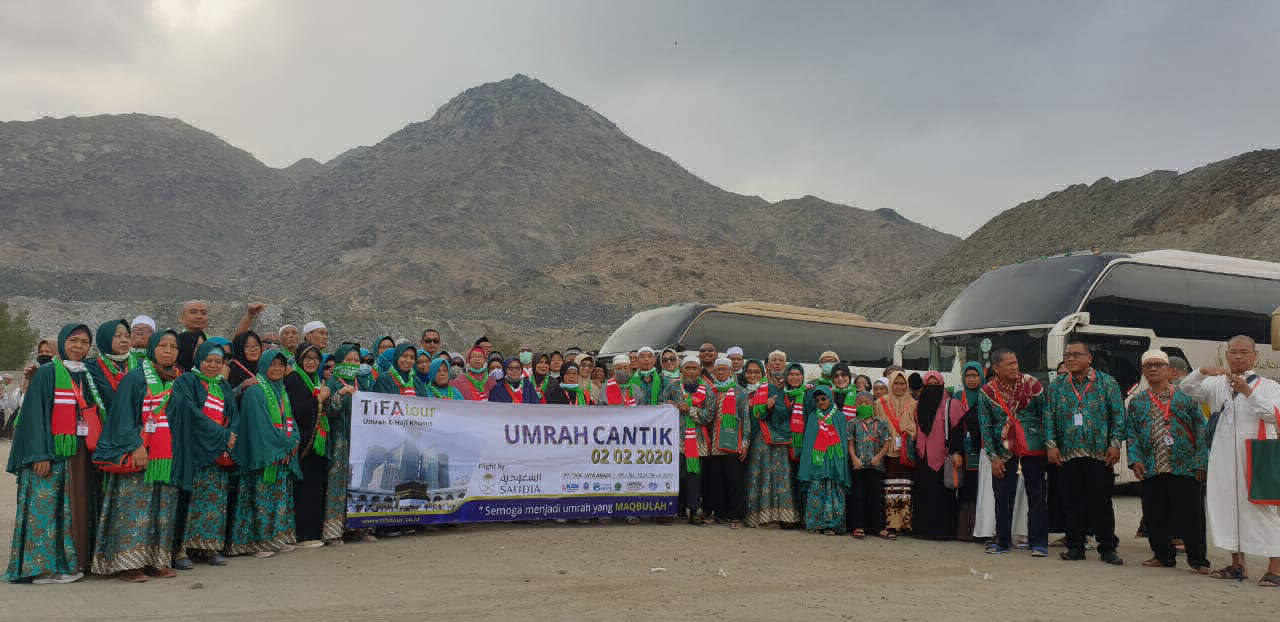 TiFAtour
Umrah & Haji Khusus
UMRAH CANTIK
02 02 2020
Flight by:
السعودية
SAUDIA
KAN
www.tifatour.co.id
" Semoga menjadi umrah yang MAQBULAH "